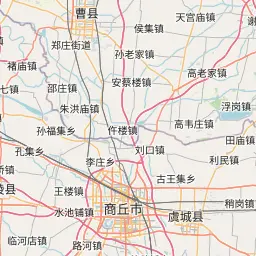 天宫庙镇
曹县
侯集镇
谢
郑庄街道
孙老家镇
褚庙镇
安蔡楼镇
高老家镇
七镇
邵庄镇
浮岗镇
朱洪庙镇
孙福集乡
仵楼镇
高韦庄镇
田庙镇
孔集乡
刘口镇
李庄乡
利民镇
陵县
王楼镇
古王集镇
稍岗镇
水池铺镇
商丘市
虞城县
临河店镇
路河镇